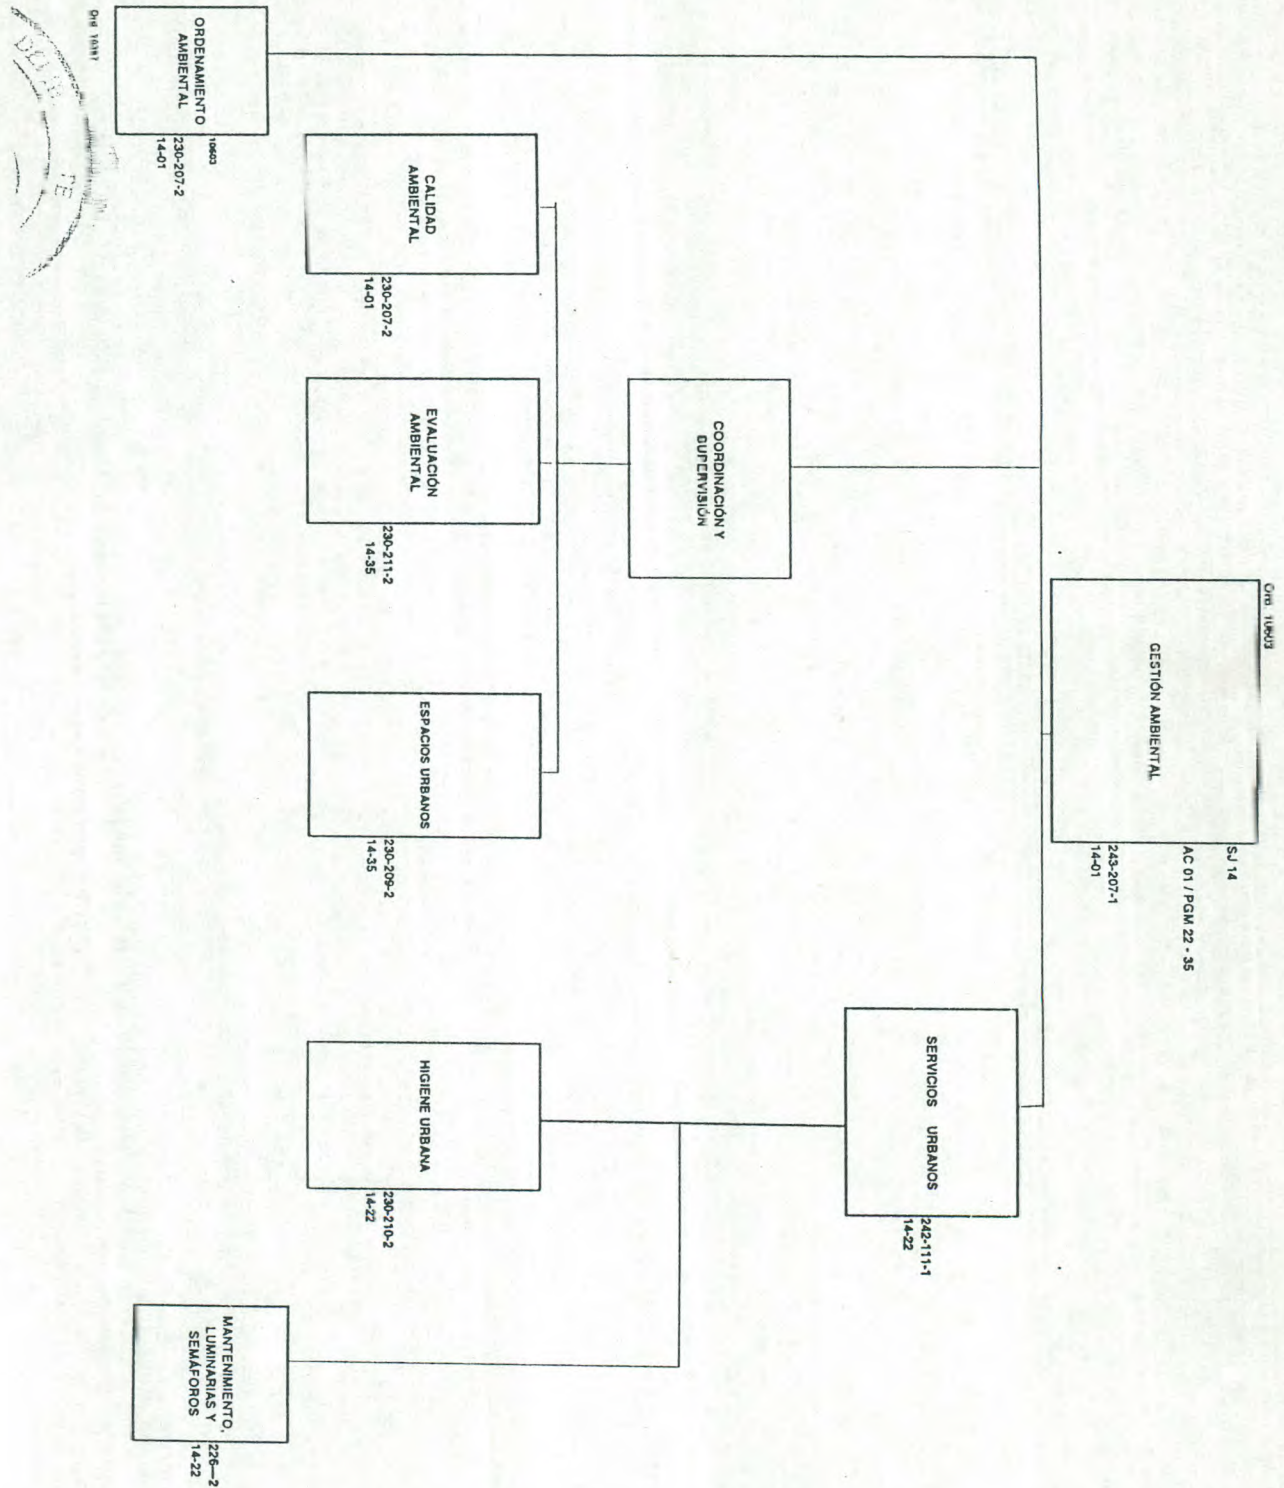 Ord. 10603
SJ 14
AC 01 / PGM 22 - 35
GESTIÓN AMBIENTAL
243-207-1
14-01
SERVICIOS URBANOS
242-111-1
14-22
COORDINACIÓN Y
SUPERVISIÓN
CALIDAD
AMBIENTAL
230-207-2
14-01
EVALUACIÓN
AMBIENTAL
230-211-2
14-35
ESPACIOS URBANOS
230-209-2
14-35
HIGIENE URBANA
230-210-2
14-22
ORDENAMIENTO
AMBIENTAL
10603
230-207-2
14-01
MANTENIMIENTO,
LUMINARIAS Y
SEMÁFOROS
226—2
14-22
Ord